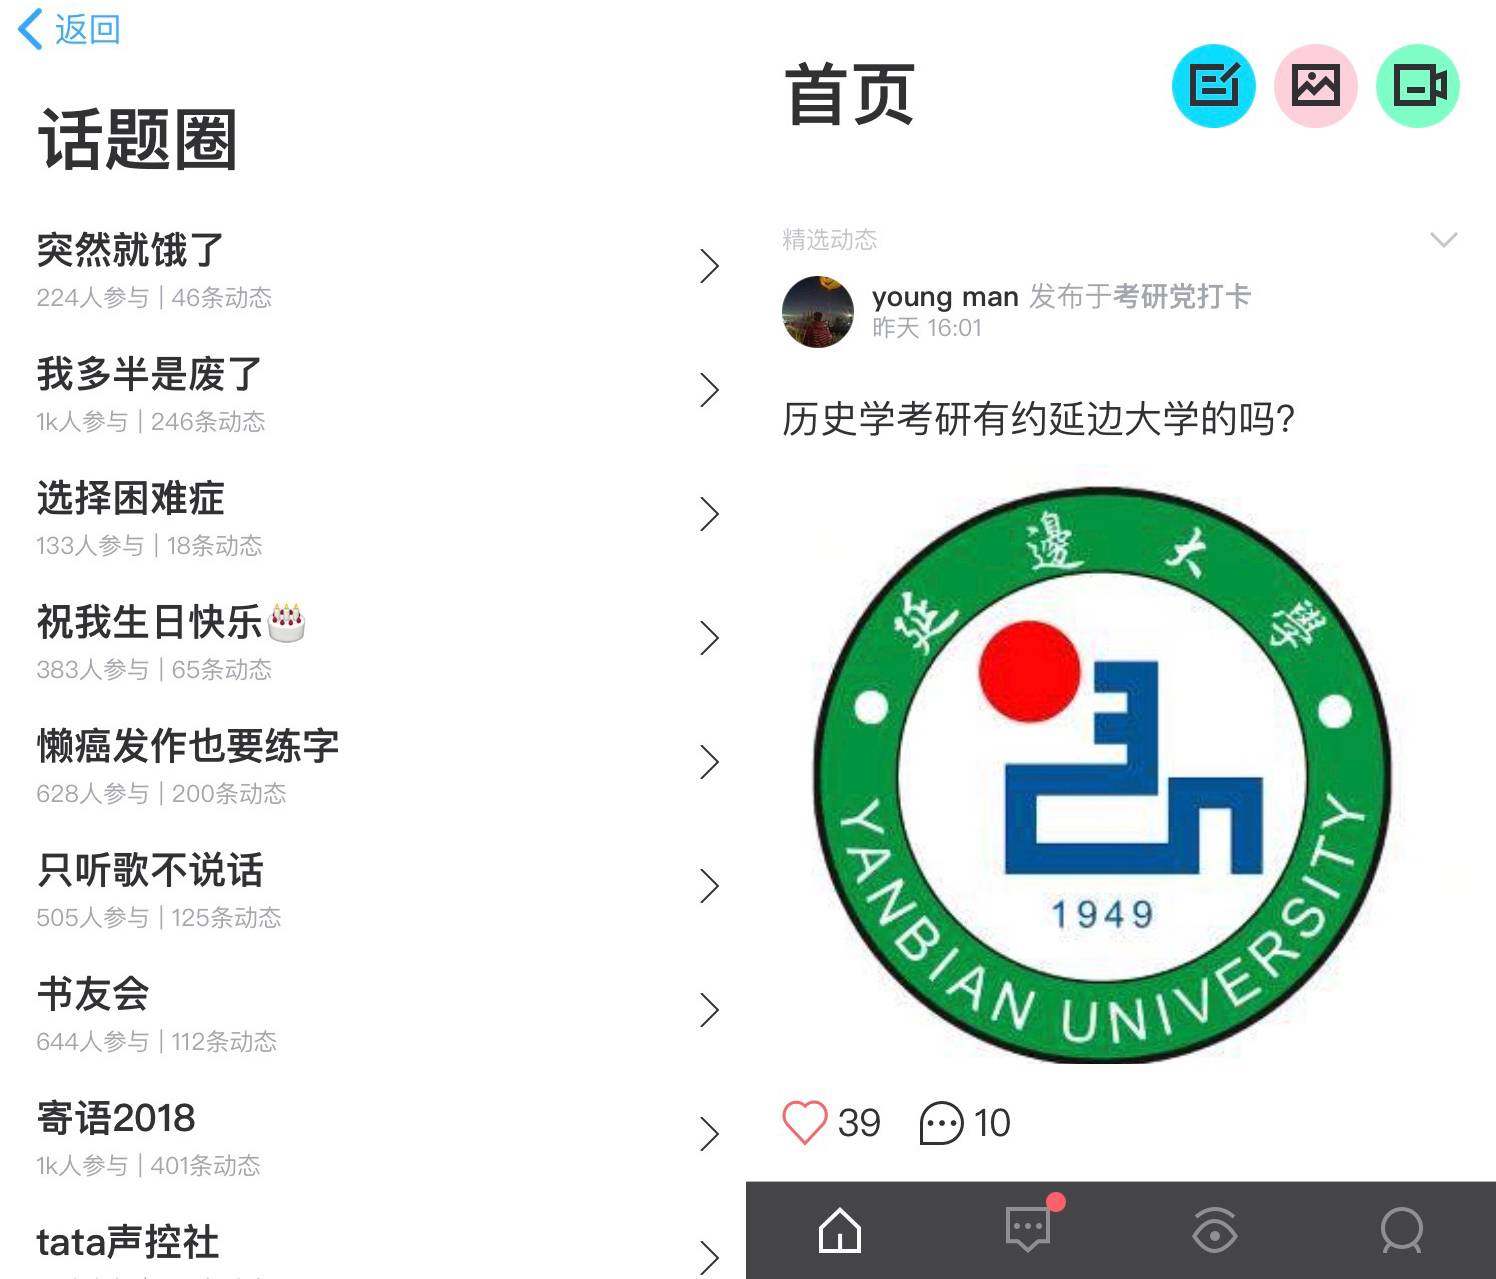 返回
话题圈
突然就饿了
224人参与 | 46条动态
我多半是废了
1k人参与 | 246条动态
选择困难症
133人参与 | 18条动态
祝我生日快乐🎂
383人参与 | 65条动态
懒癌发作也要练字
628人参与 | 200条动态
只听歌不说话
505人参与 | 125条动态
书友会
644人参与 | 112条动态
寄语2018
1k人参与 | 401条动态
tata声控社
首页
精选动态
young man 发布于考研党打卡
昨天 16:01
历史学考研有约延边大学的吗?
延邊大學
1949
YANBIAN UNIVERSITY
39 10